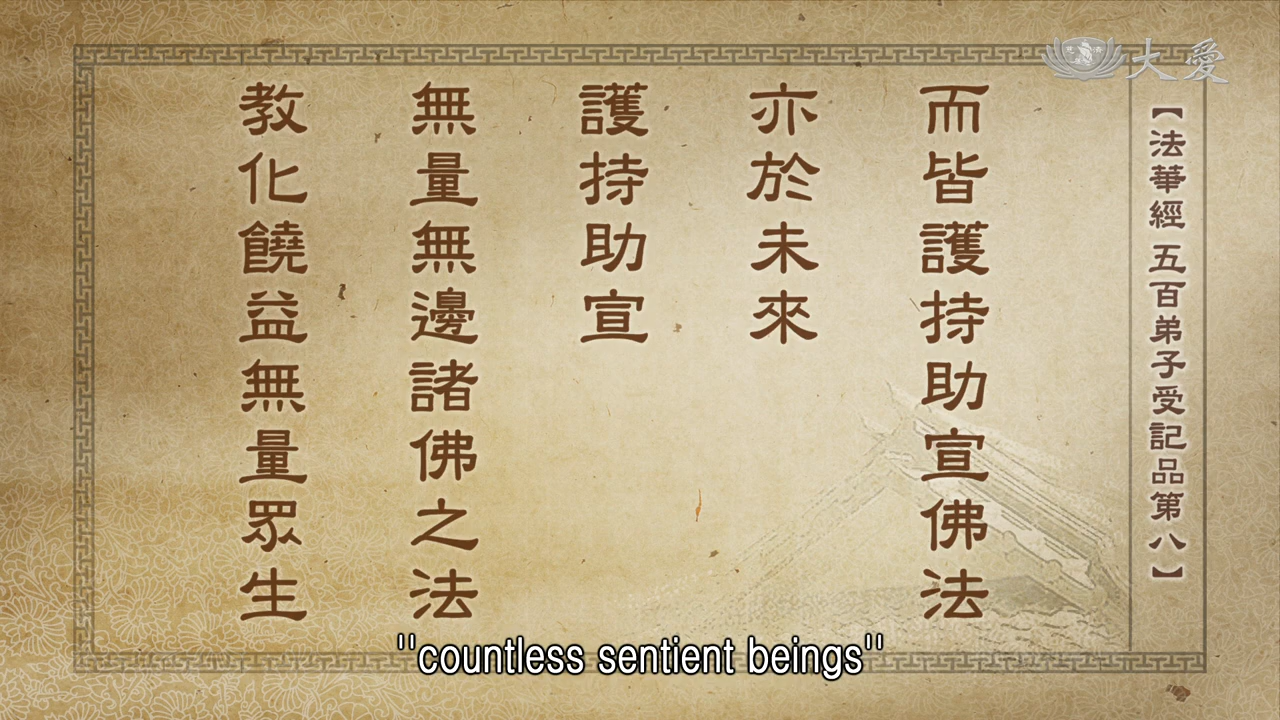 大愛
【法華經 五百弟子受記品第八】
而皆護持助宣佛法
亦於未來
護持助宣
無量無邊諸佛之法
教化饒益無量眾生
"countless sentient beings"